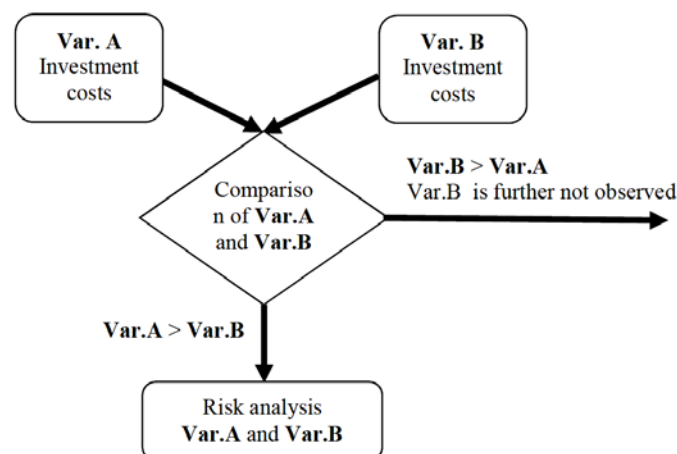 Var. A
Investment
costs
Var. B
Investment
costs
Compariso
n of Var.A
and Var.B
Var.B > Var.A
Var.B is further not observed
Var.A > Var.B
Risk analysis
Var.A and Var.B